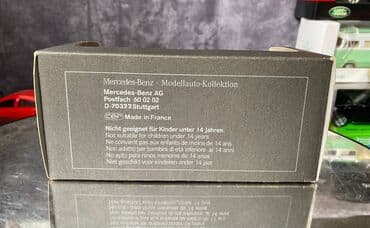 Mercedes-Benz - Modellauto-Kollektion
Mercedes-Benz AG
Postfach 60 02 02
D-70322 Stuttgart
CEF Made in France
Nicht geeignet für Kinder unter 14 Jahren
Not suitable for children under 14 years
Ne convient pas aux enfants de moins de 14 ans
Non adatto per bambini di età inferiore ai 14 anni
No apto para niños, menores de 14 años
Niet geschikt voor kinderen onder 14 jaar